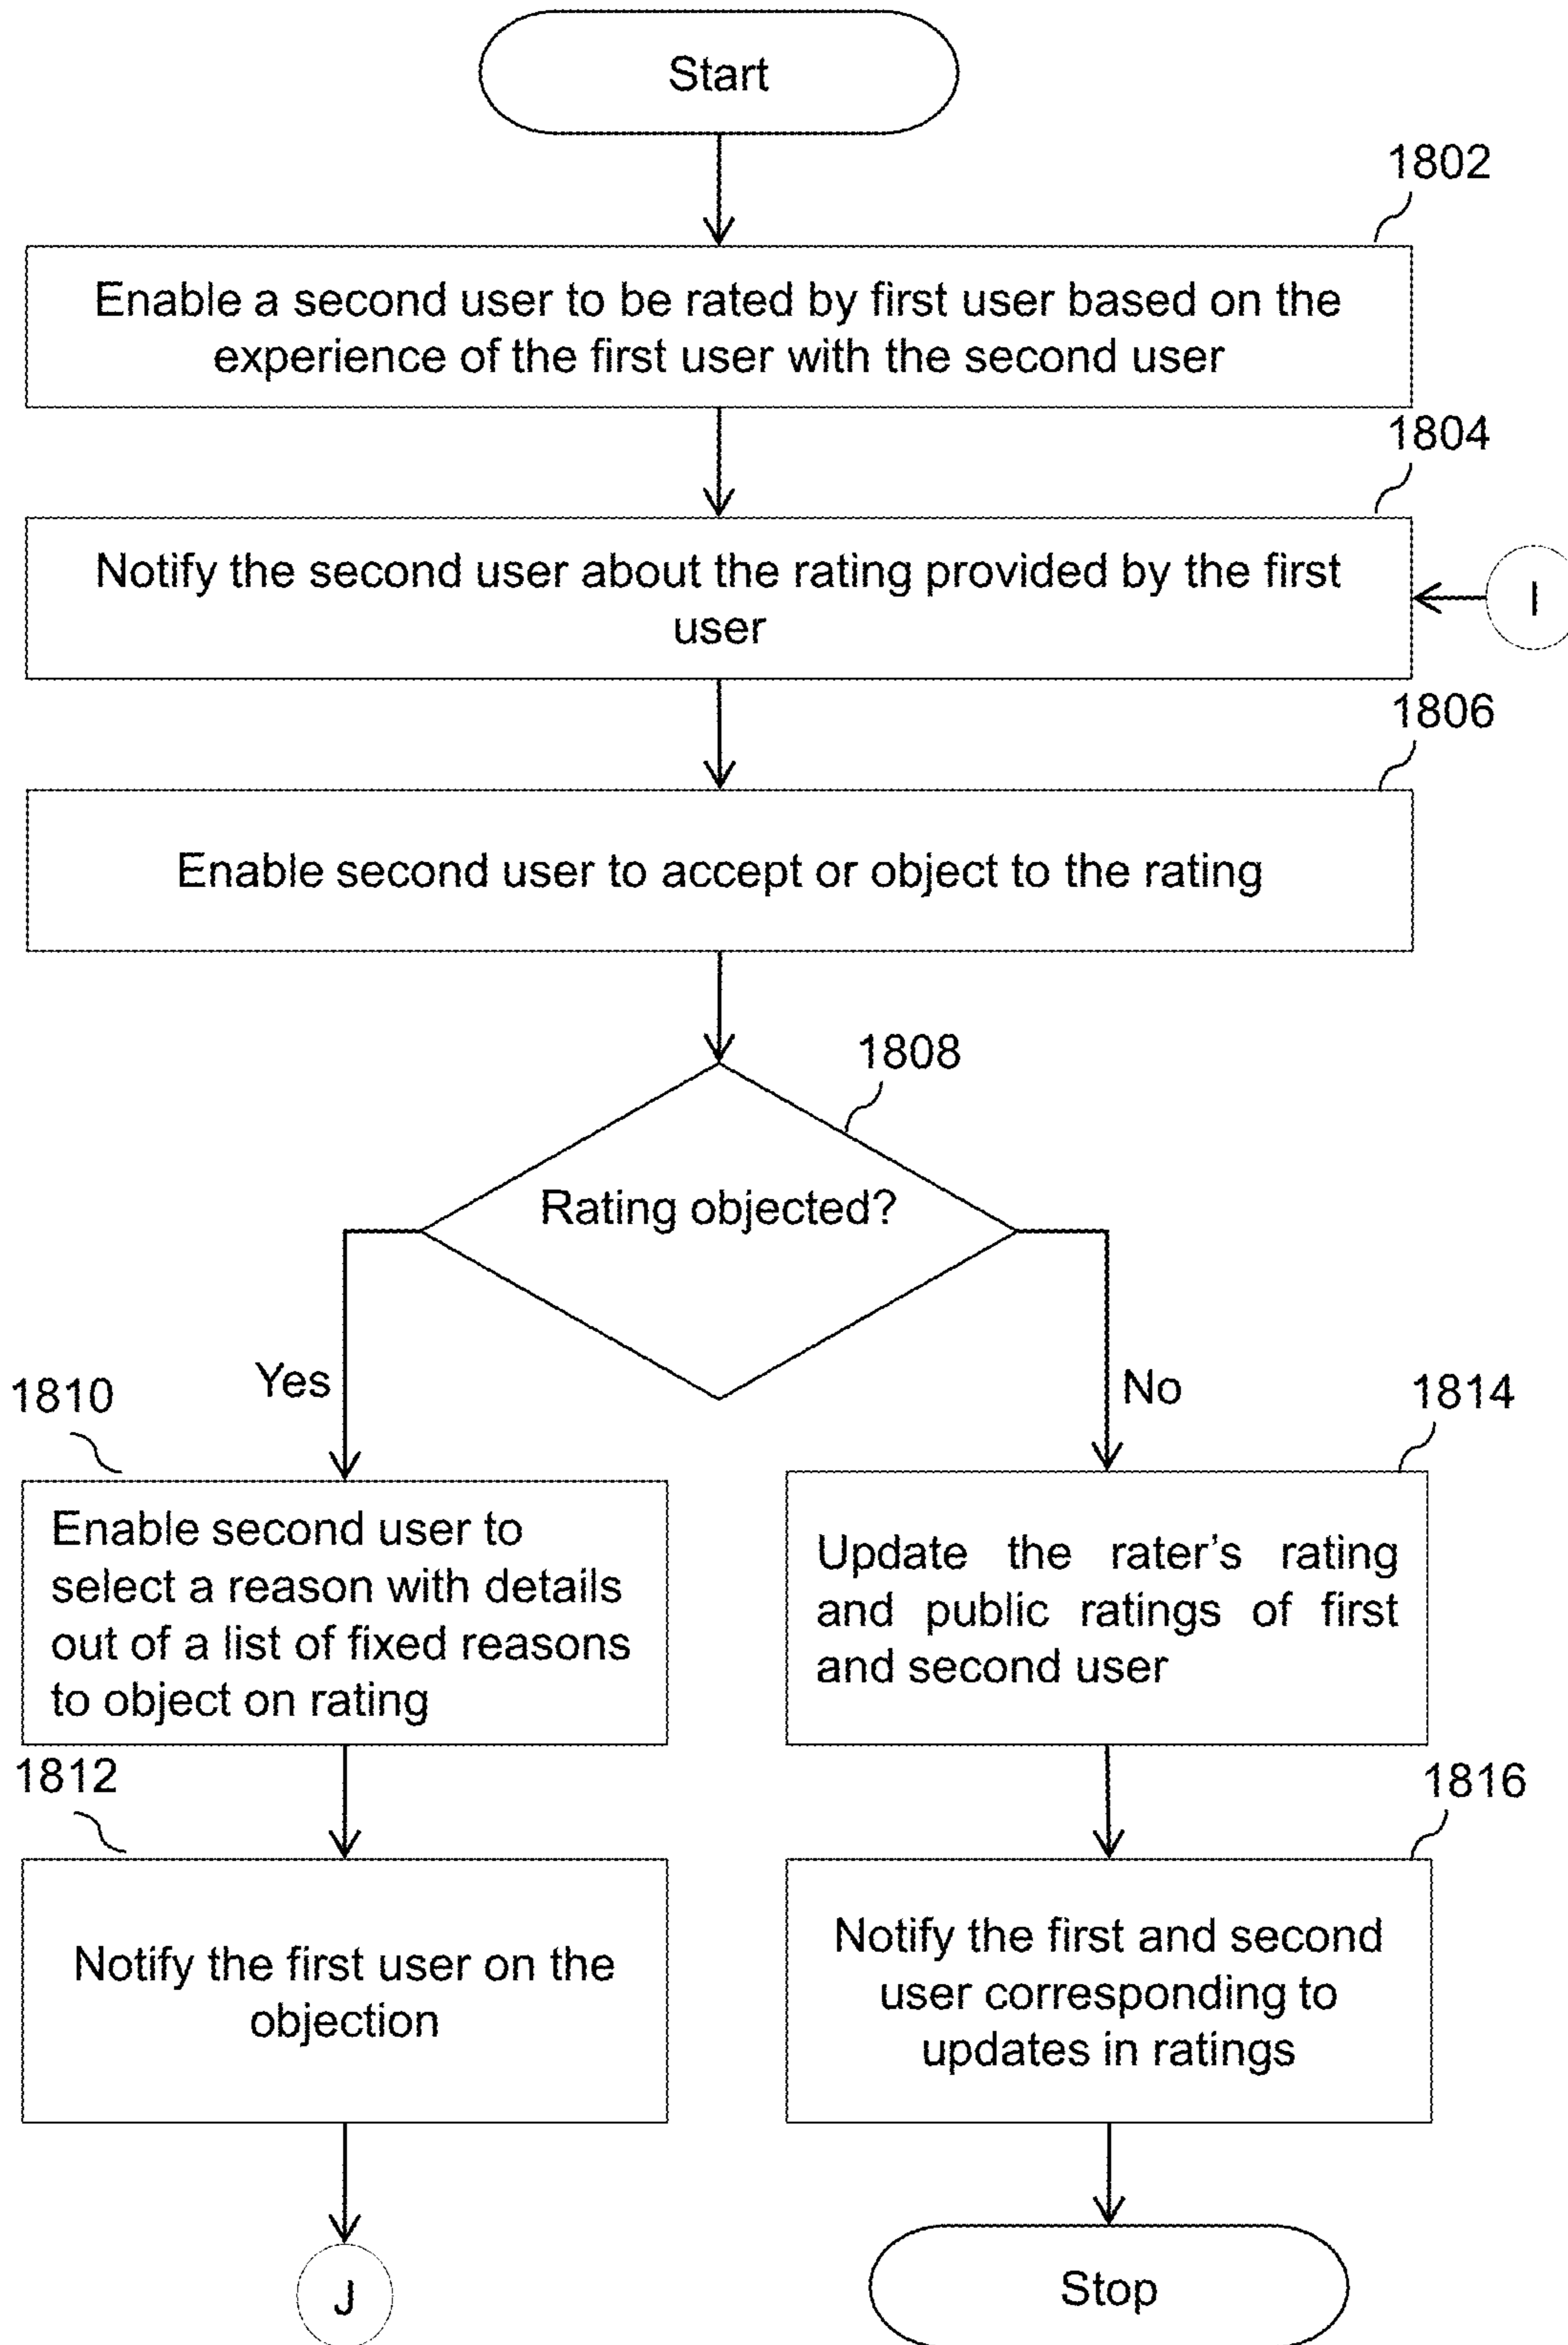 Start
1802
Enable a second user to be rated by first user based on the
experience of the first user with the second user
1804
Notify the second user about the rating provided by the first
user
I
1806
Enable second user to accept or object to the rating
1808
Rating objected?
Yes
No
1810
Enable second user to
select a reason with details
out of a list of fixed reasons
to object on rating
1814
Update the rater's rating
and public ratings of first
and second user
1812
Notify the first user on the
objection
1816
Notify the first and second
user corresponding to
updates in ratings
J
Stop